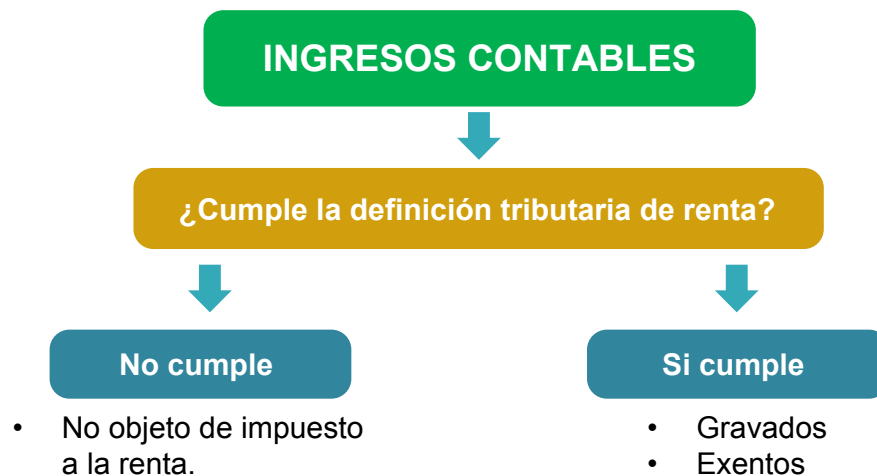 INGRESOS CONTABLES
¿Cumple la definición tributaria de renta?
No cumple
Si cumple
• No objeto de impuesto
a la renta.
• Gravados
• Exentos